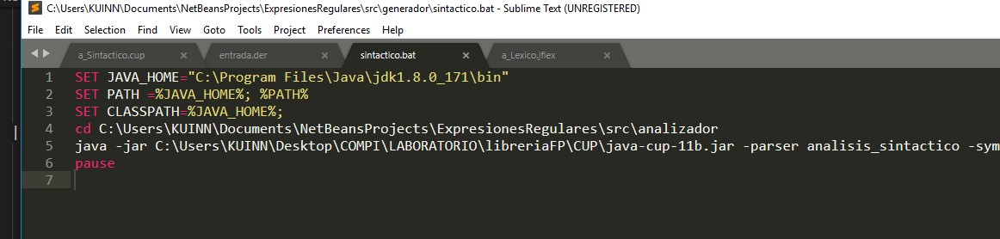 C:\Users\KUINN\Documents\NetBeansProjects\ExpresionesRegulares\src\generador\sintactico.bat - Sublime Text (UNREGISTERED)
File Edit Selection Find View Goto Tools Project Preferences Help
a_Sintactico.cup entrada.der sintactico.bat a_Lexico.jflex
1 SET JAVA_HOME="C:\Program Files\Java\jdk1.8.0_171\bin"
2 SET PATH =%JAVA_HOME%; %PATH%
3 SET CLASSPATH=%JAVA_HOME%;
4 cd C:\Users\KUINN\Documents\NetBeansProjects\ExpresionesRegulares\src\analizador
5 java -jar C:\Users\KUINN\Desktop\COMPI\LABORATORIO\libreriaFP\CUP\java-cup-11b.jar -parser analisis_sintactico -sym
6 pause
7